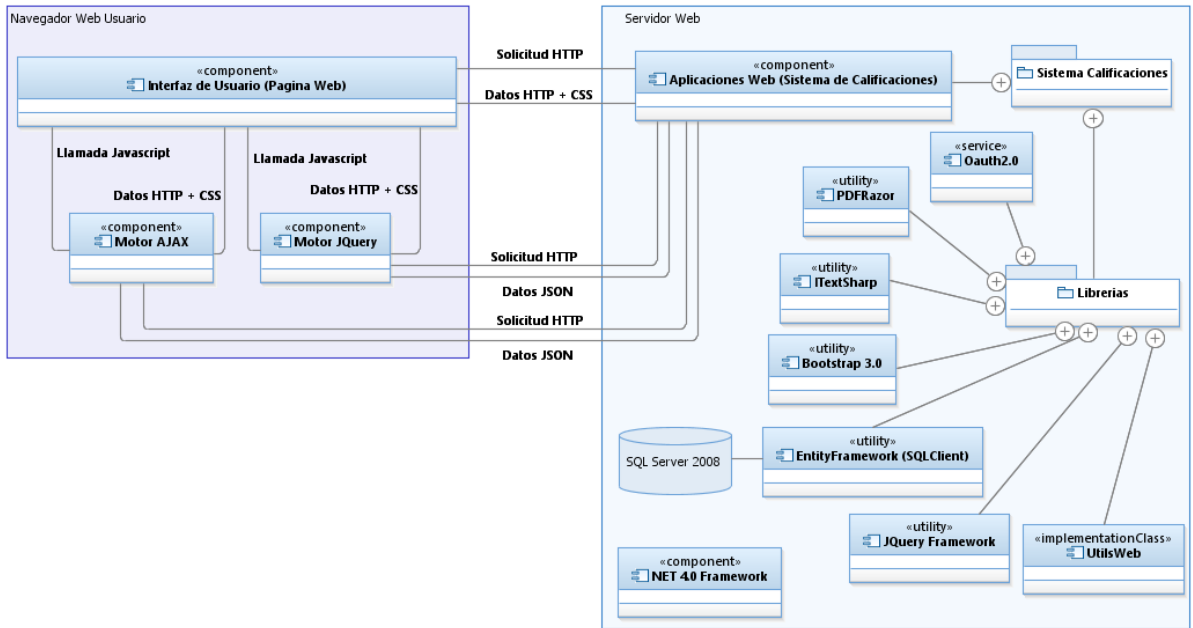 Navegador Web Usuario
«component»
Interfaz de Usuario (Pagina Web)
Llamada Javascript
Datos HTTP + CSS
Llamada Javascript
Datos HTTP + CSS
«component»
Motor AJAX
«component»
Motor JQuery
Solicitud HTTP
Datos HTTP + CSS
Solicitud HTTP
Datos JSON
Solicitud HTTP
Datos JSON
Servidor Web
«component»
Aplicaciones Web (Sistema de Calificaciones)
Sistema Calificaciones
«service»
Oauth2.0
«utility»
PDFRazor
«utility»
ITextSharp
Librerias
«utility»
Bootstrap 3.0
«utility»
EntityFramework (SQLClient)
SQL Server 2008
«utility»
JQuery Framework
«implementationClass»
UtilsWeb
«component»
NET 4.0 Framework